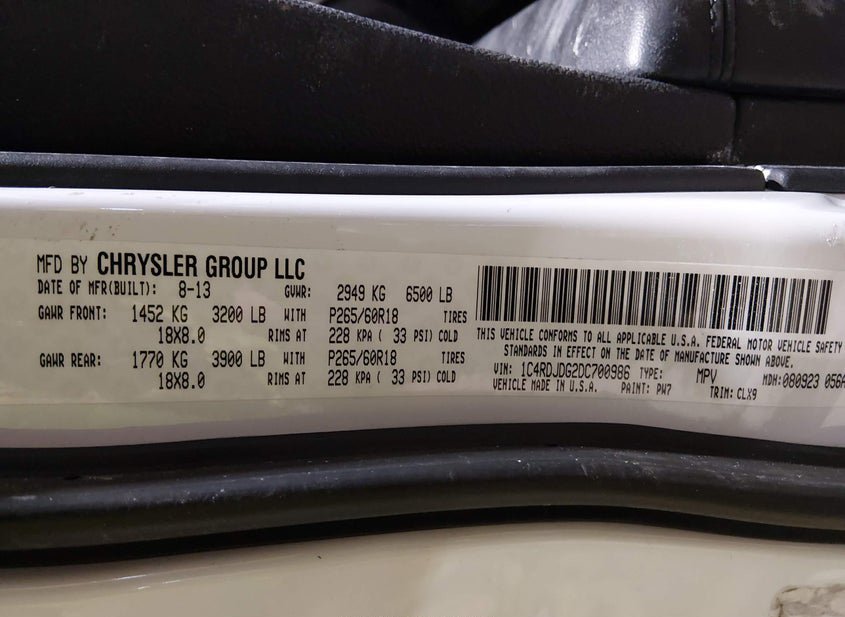 MFD BY CHRYSLER GROUP LLC
DATE OF MFR(BUILT): 8-13 GVWR: 2949 KG 6500 LB
GAWR FRONT: 1452 KG 3200 LB WITH P265/60R18 TIRES
18X8.0 RIMS AT 228 KPA ( 33 PSI) COLD
GAWR REAR: 1770 KG 3900 LB WITH P265/60R18 TIRES
18X8.0 RIMS AT 228 KPA ( 33 PSI) COLD
THIS VEHICLE CONFORMS TO ALL APPLICABLE U.S.A. FEDERAL MOTOR VEHICLE SAFETY
STANDARDS IN EFFECT ON THE DATE OF MANUFACTURE SHOWN ABOVE.
VIN: 1C4RDJDG2DC700986 TYPE: MPV MDH: 080923 056A
VEHICLE MADE IN U.S.A. PAINT: PW7 TRIM: CLX9